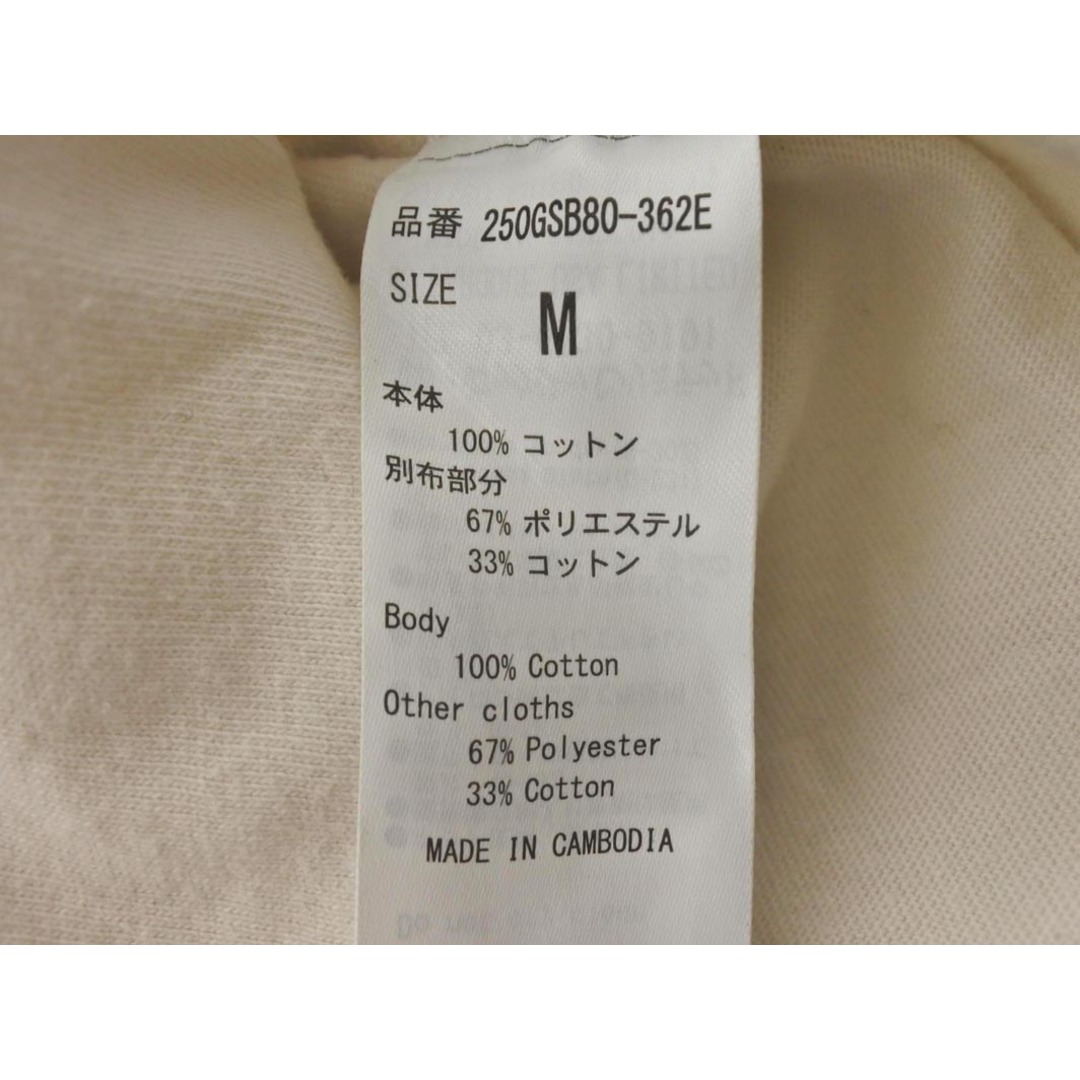 品番 250GSB80-362E
SIZE
M
本体
100% コットン
別布部分
67% ポリエステル
33% コットン
Body
100% Cotton
Other cloths
67% Polyester
33% Cotton
MADE IN CAMBODIA